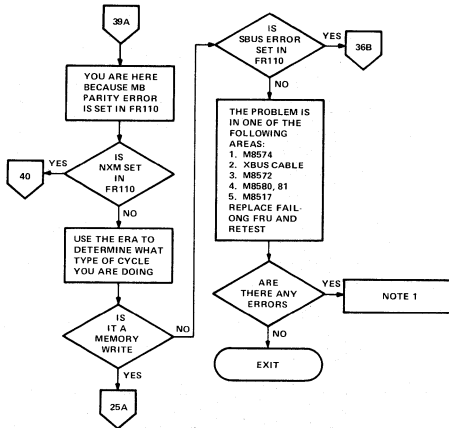 39A
YOU ARE HERE
BECAUSE MB
PARITY ERROR
IS SET IN FR110
IS
NXM SET
IN
FR110
YES
40
NO
USE THE ERA TO
DETERMINE WHAT
TYPE OF CYCLE
YOU ARE DOING
IS
IT A
MEMORY
WRITE
NO
YES
25A
IS
SBUS ERROR
SET IN
FR110
YES
36B
NO
THE PROBLEM IS
IN ONE OF THE
FOLLOWING
AREAS:
1. M8574
2. XBUS CABLE
3. M8572
4. M8580, 81
5. M8517
REPLACE FAIL-
ONG FRU AND
RETEST
ARE
THERE ANY
ERRORS
YES
NOTE 1
NO
EXIT